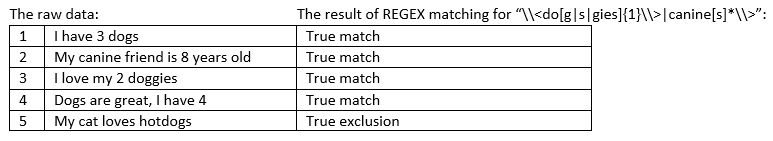 The raw data: The result of REGEX matching for “\\<do[g|s|gies]{1}\\>|canine[s]*\\>”:
1 I have 3 dogs True match
2 My canine friend is 8 years old True match
3 I love my 2 doggies True match
4 Dogs are great, I have 4 True match
5 My cat loves hotdogs True exclusion